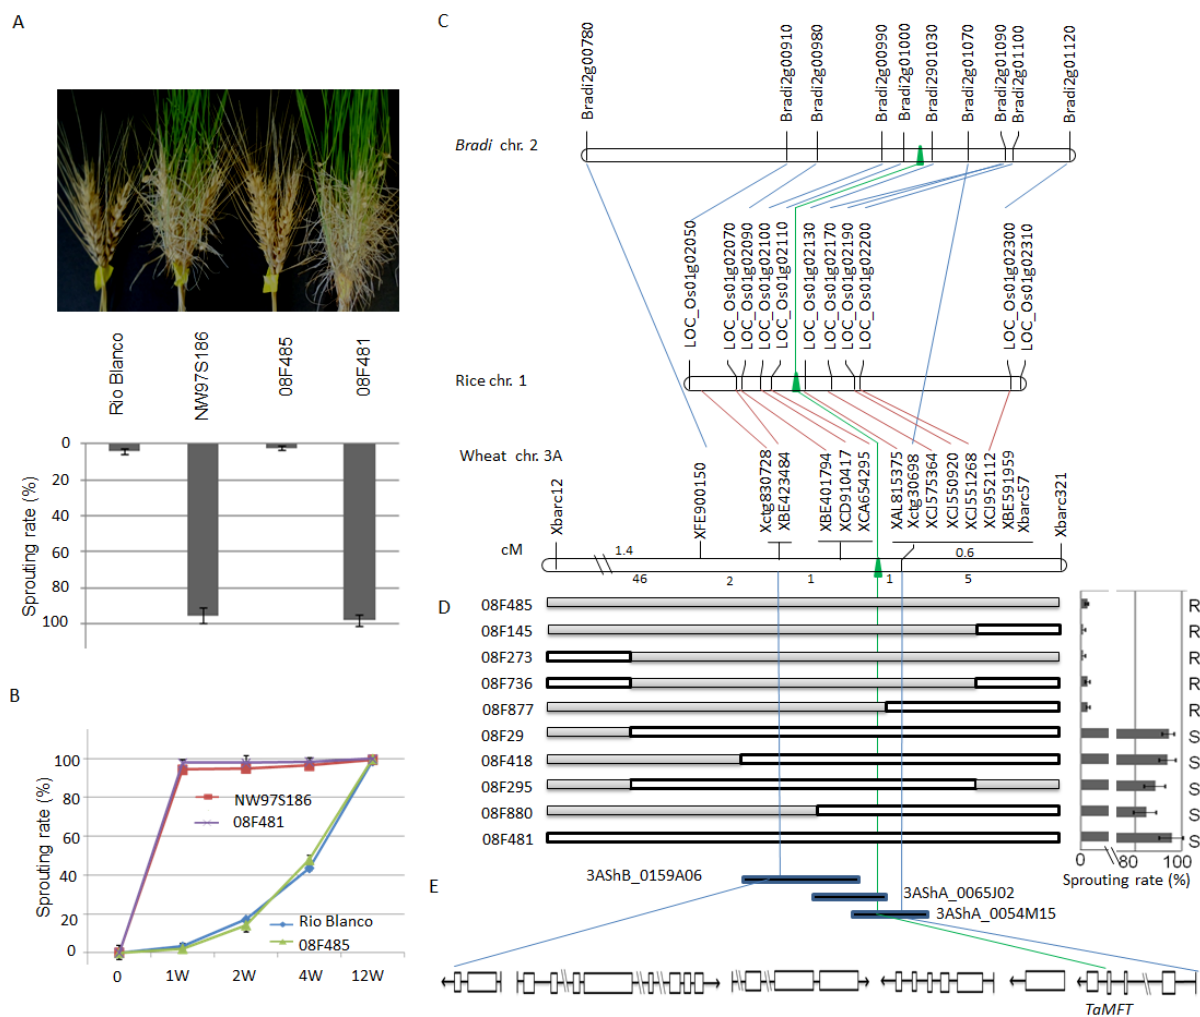 A
Rio Blanco
NW97S186
08F485
08F481
Sprouting rate (%)
0
20
40
60
80
100
B
Sprouting rate (%)
100
80
60
40
20
0
NW97S186
08F481
Rio Blanco
08F485
0
1W
2W
4W
12W
C
Bradi2g00780
Bradi2g00910
Bradi2g00980
Bradi2g00990
Bradi2g01000
Bradi2901030
Bradi2g01070
Bradi2g01090
Bradi2g01100
Bradi2g01120
Bradi chr. 2
LOC_Os01g02050
LOC_Os01g02070
LOC_Os01g02090
LOC_Os01g02100
LOC_Os01g02110
LOC_Os01g02130
LOC_Os01g02170
LOC_Os01g02190
LOC_Os01g02200
LOC_Os01g02300
LOC_Os01g02310
Rice chr. 1
Wheat chr. 3A
Xbarc12
XFE900150
Xctg830728
XBE423484
XBE401794
XCD910417
XCA654295
XAL815375
Xctg30698
XCJ575364
XCJ550920
XCJ551268
XCJ952112
XBE591959
Xbarc57
Xbarc321
cM
1.4
0.6
46
2
1
1
5
D
08F485
R
08F145
R
08F273
R
08F736
R
08F877
R
08F29
S
08F418
S
08F295
S
08F880
S
08F481
S
0
80
100
Sprouting rate (%)
E
3AShB_0159A06
3AShA_0065J02
3AShA_0054M15
TaMFT